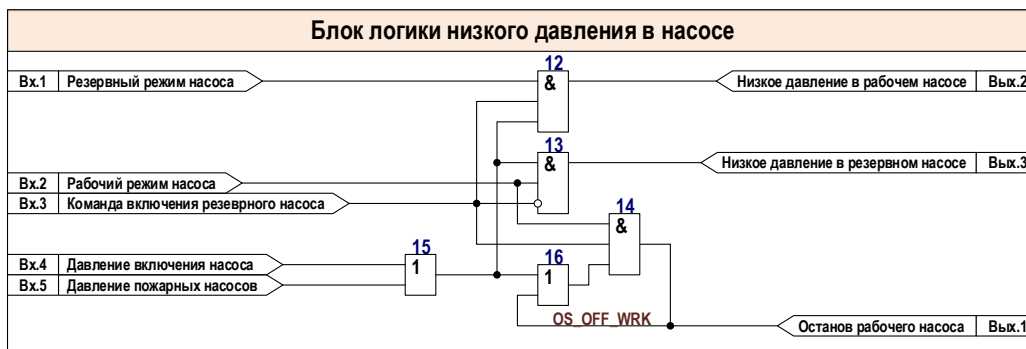 Блок логики низкого давления в насосе
12
Вх.1 Резервный режим насоса & Низкое давление в рабочем насосе Вых.2
13
& Низкое давление в резервном насосе Вых.3
Вх.2 Рабочий режим насоса
Вх.3 Команда включения резеврного насоса
14
&
15 16
Вх.4 Давление включения насоса 1 1
Вх.5 Давление пожарных насосов
OS_OFF_WRK Останов рабочего насоса Вых.1